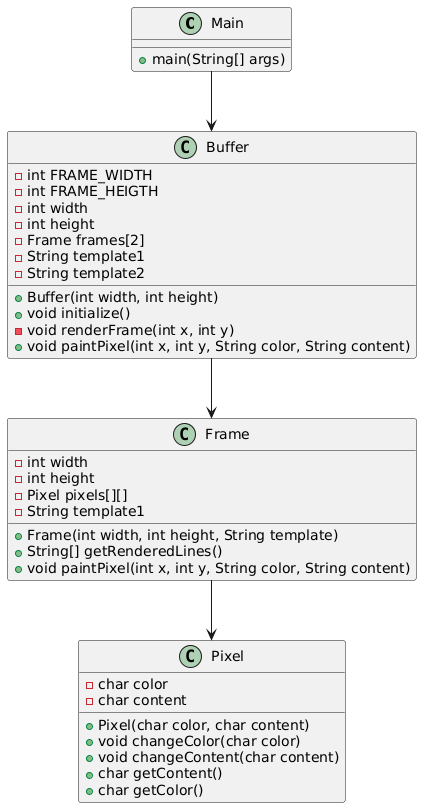 C Main
main(String[] args)
C Buffer
int FRAME_WIDTH
int FRAME_HEIGTH
int width
int height
Frame frames[2]
String template1
String template2
Buffer(int width, int height)
void initialize()
void renderFrame(int x, int y)
void paintPixel(int x, int y, String color, String content)
C Frame
int width
int height
Pixel pixels[][]
String template1
Frame(int width, int height, String template)
String[] getRenderedLines()
void paintPixel(int x, int y, String color, String content)
C Pixel
char color
char content
Pixel(char color, char content)
void changeColor(char color)
void changeContent(char content)
char getContent()
char getColor()